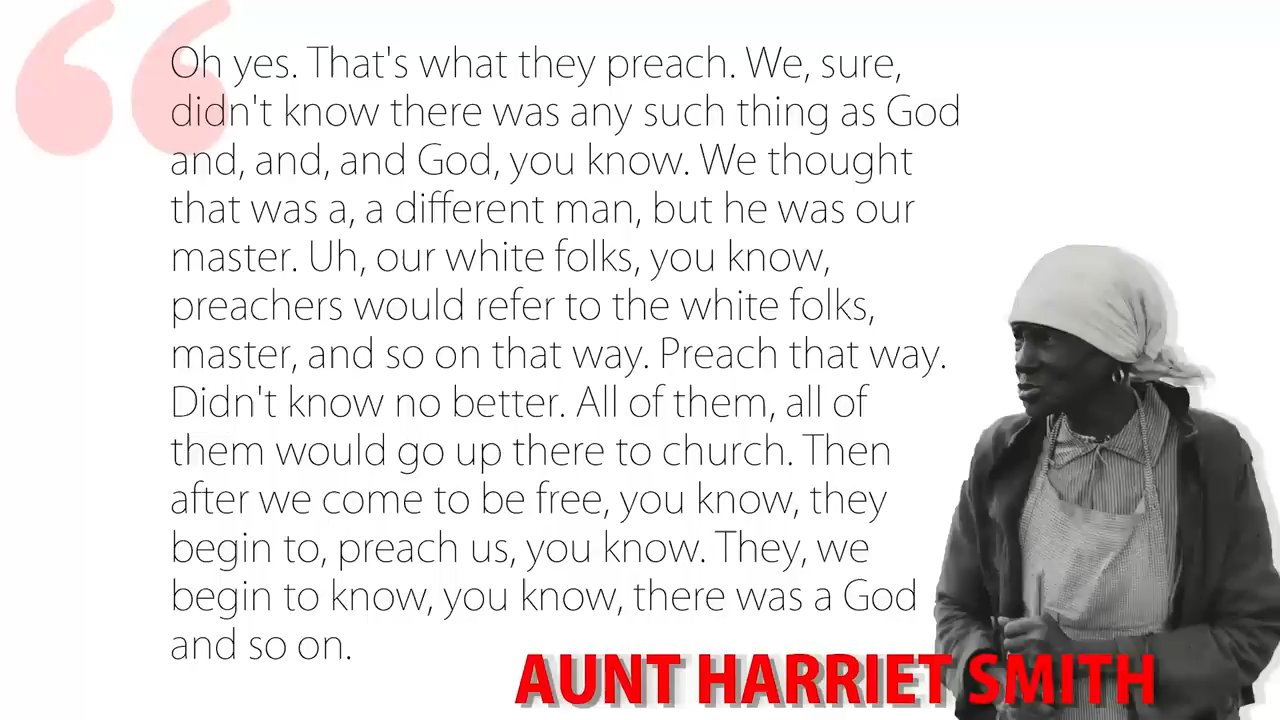 Oh yes. That's what they preach. We, sure,
didn't know there was any such thing as God
and, and, and God, you know. We thought
that was a, a different man, but he was our
master. Uh, our white folks, you know,
preachers would refer to the white folks,
master, and so on that way. Preach that way.
Didn't know no better. All of them, all of
them would go up there to church. Then
after we come to be free, you know, they
begin to, preach us, you know. They, we
begin to know, you know, there was a God
and so on.
AUNT HARRIET SMITH